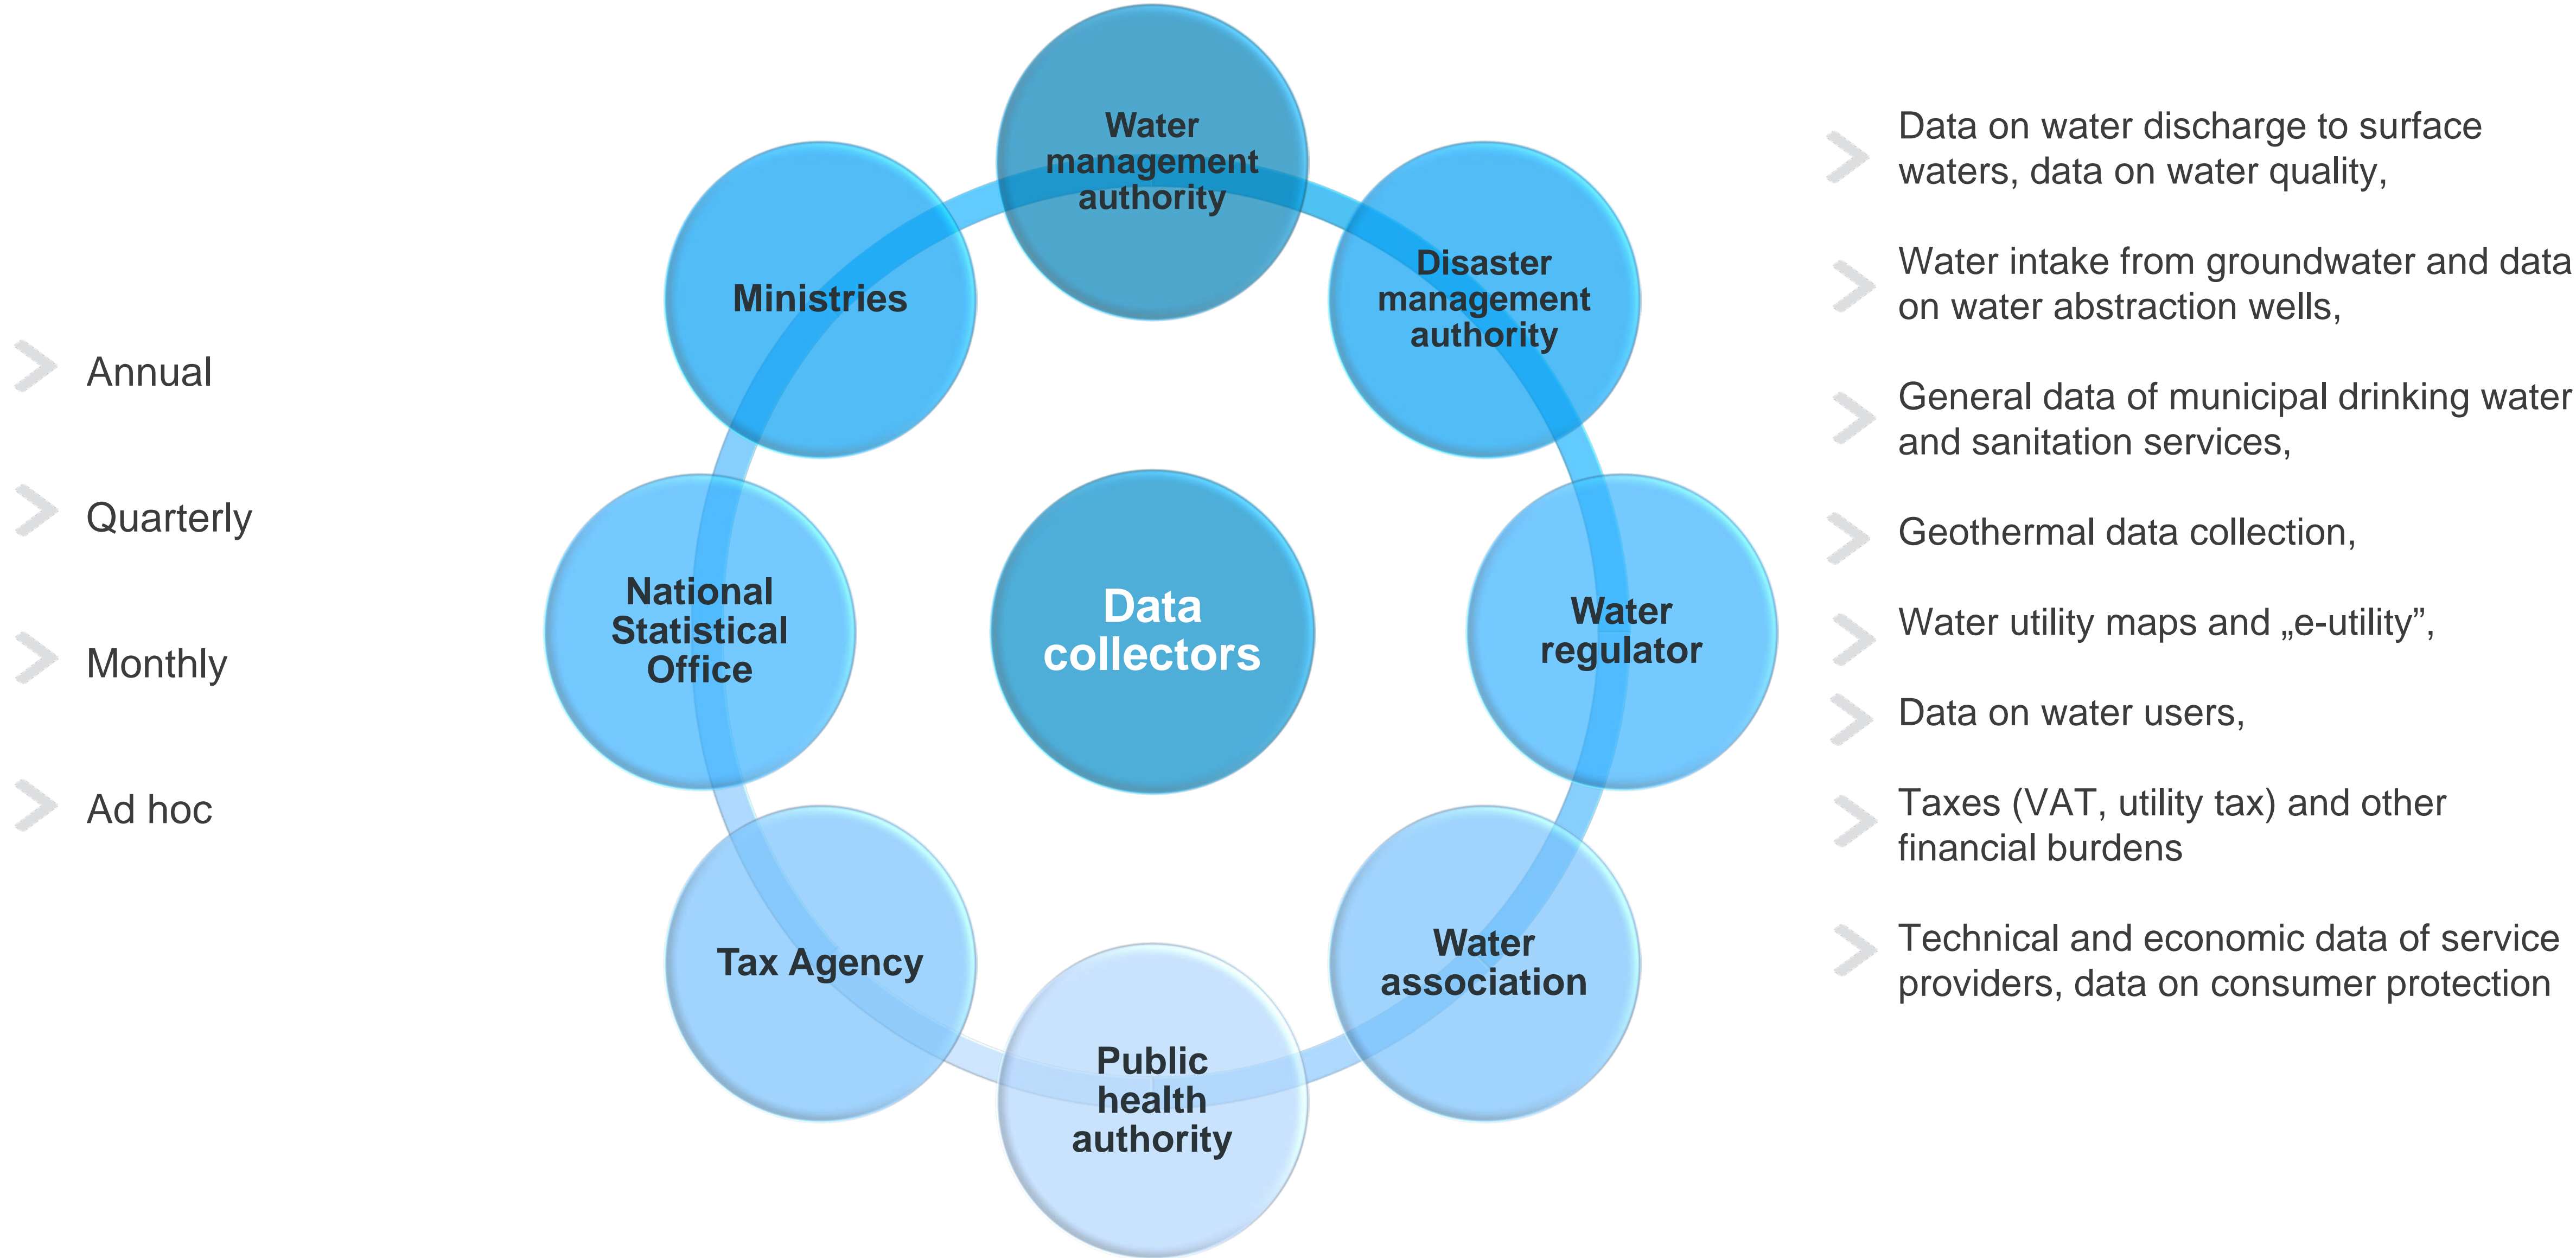 Annual
Quarterly
Monthly
Ad hoc
Water
management
authority
Disaster
management
authority
Water
regulator
Water
association
Public
health
authority
Tax Agency
National
Statistical
Office
Ministries
Data
collectors
Data on water discharge to surface
waters, data on water quality,
Water intake from groundwater and data
on water abstraction wells,
General data of municipal drinking water
and sanitation services,
Geothermal data collection,
Water utility maps and „e-utility”,
Data on water users,
Taxes (VAT, utility tax) and other
financial burdens
Technical and economic data of service
providers, data on consumer protection